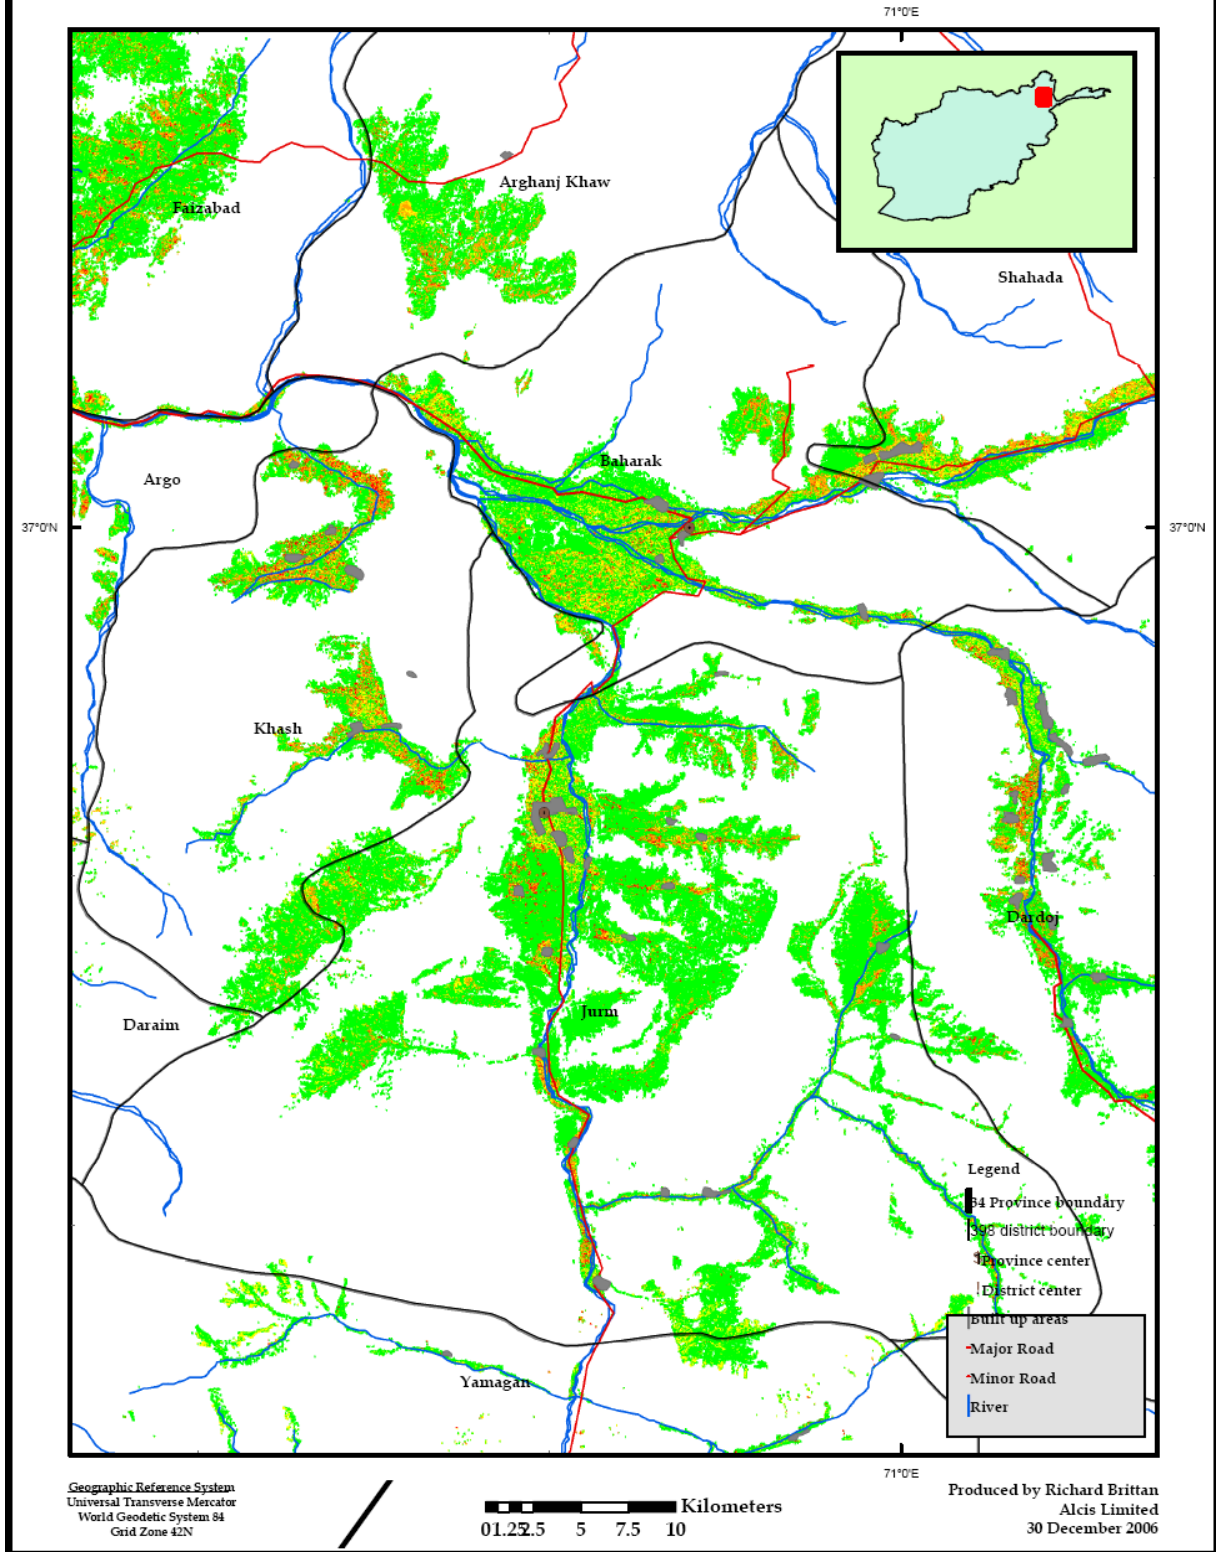 71°0'E
Arghanj Khaw
Faizabad
Shahada
Baharak
Argo
37°0'N
37°0'N
Khash
Dardoj
Jurm
Daraim
Legend
34 Province boundary
398 district boundary
Province center
District center
Built up areas
Major Road
Minor Road
River
Yamagan
71°0'E
Geographic Reference System
Universal Transverse Mercator
World Geodetic System 84
Grid Zone 42N
Kilometers
0 1.25 2.5 5 7.5 10
Produced by Richard Brittan
Alcis Limited
30 December 2006